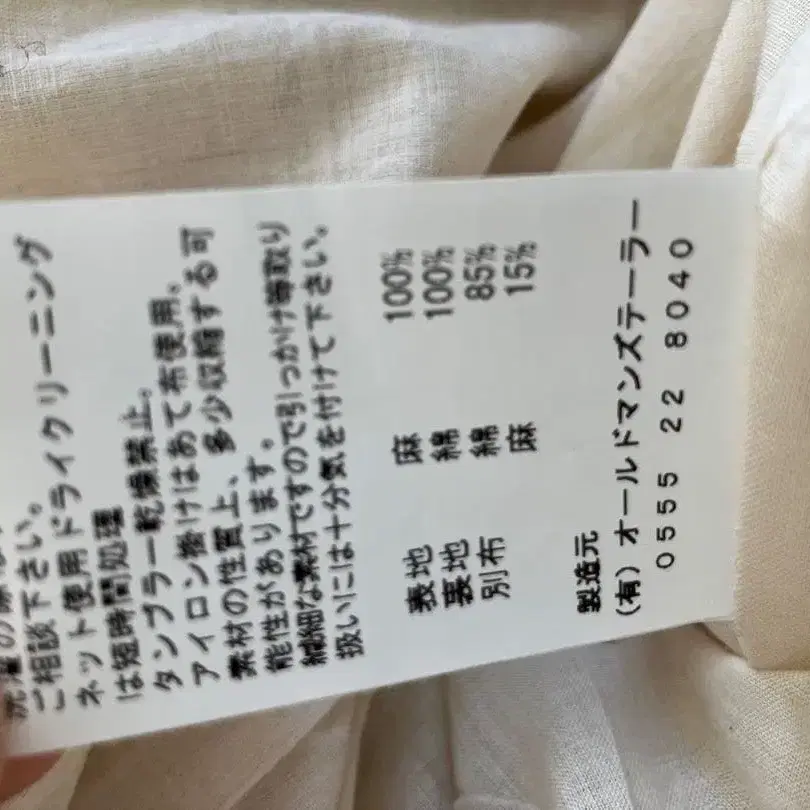 ご相談下さい。
ネット使用ドライクリーニング
は短時間処理
タンブラー乾燥禁止。
アイロン掛けはあて布使用。
素材の性質上、多少収縮する可
能性があります。
繊細な素材ですので引っかけ等取り
扱いには十分気を付けて下さい。
表地 麻 100%
裏地 綿 100%
別布 綿 85%
麻 15%
製造元
(有)オールドマンズテーラー
0555 22 8040